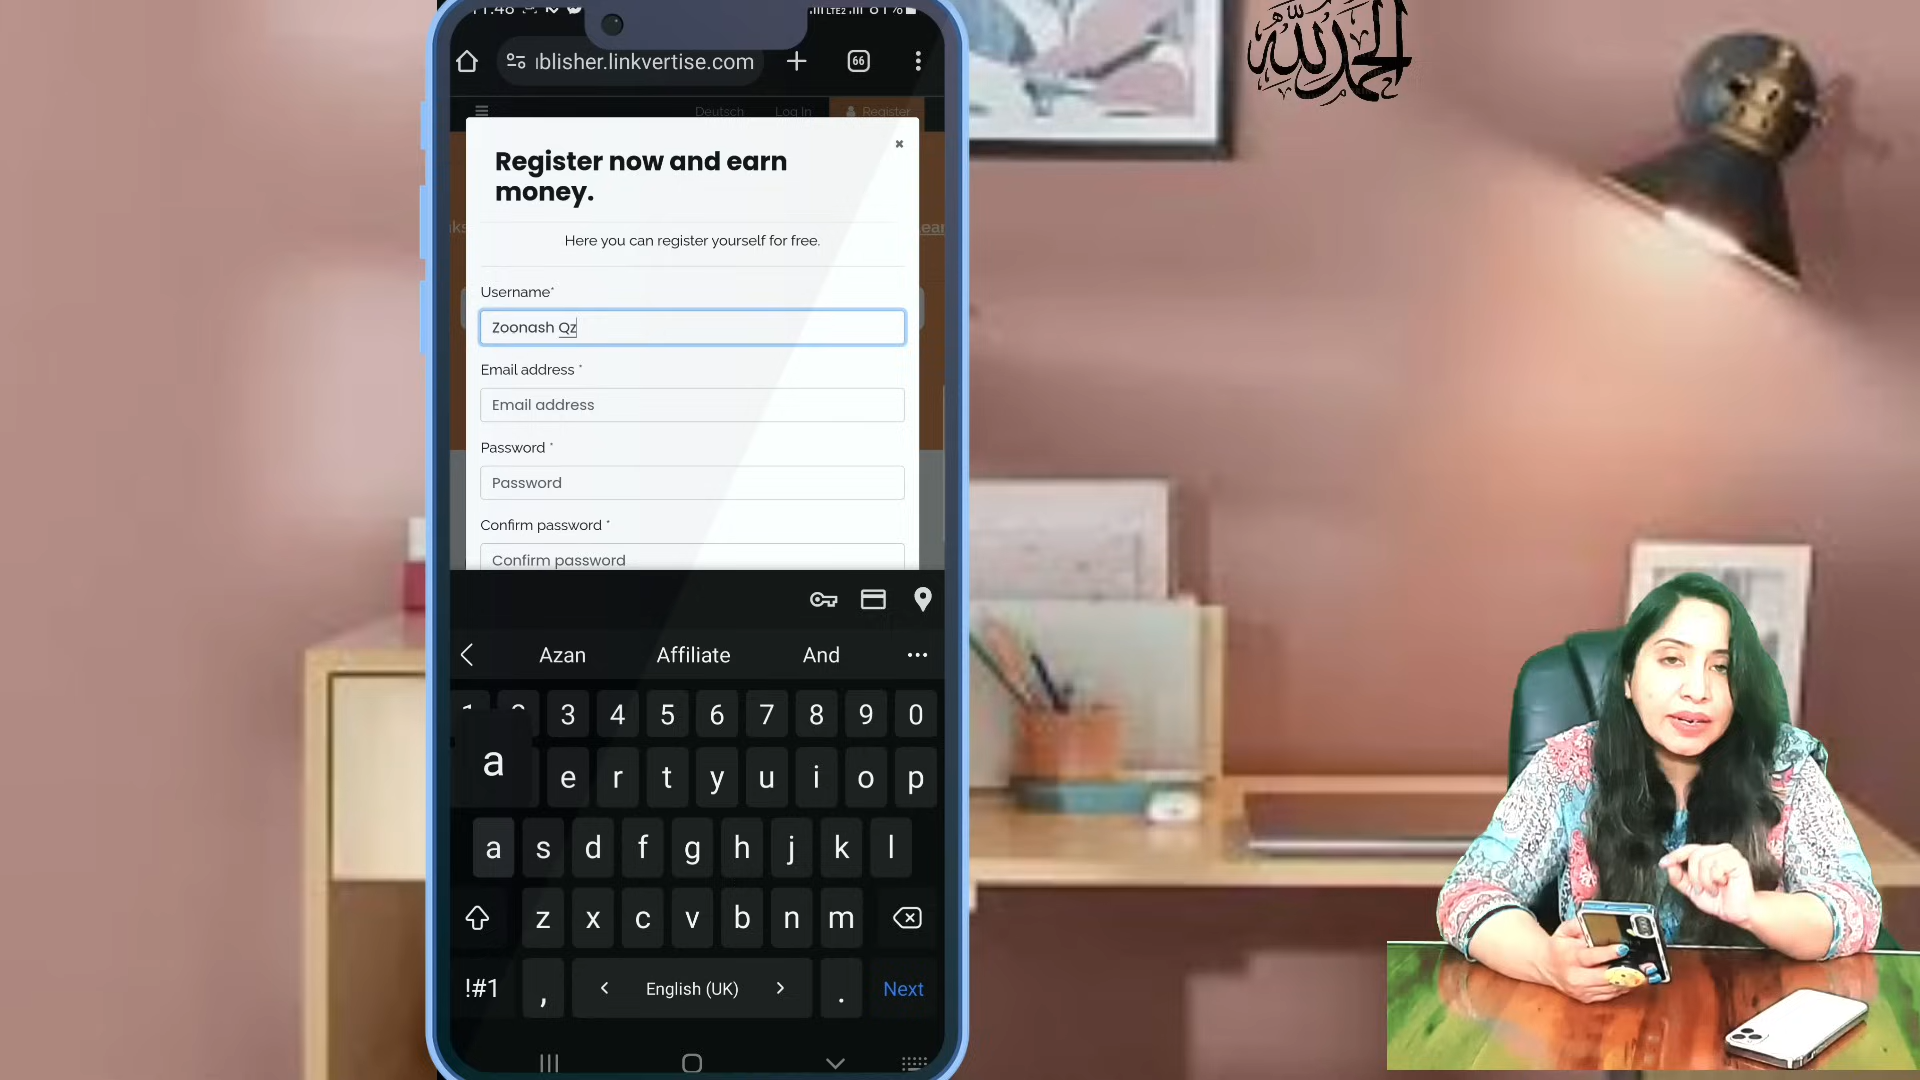 الحمد لله
66
iblisher.linkvertise.com
Deutsch
Log In
Register
Register now and earn
money.
Here you can register yourself for free.
Username*
Zoonash Qz
Email address *
Email address
Password *
Password
Confirm password *
Confirm password
Azan
Affiliate
And
3 4 5 6 7 8 9 0
a e r t y u i o p
a s d f g h j k l
z x c v b n m
!#1 , English (UK) . Next